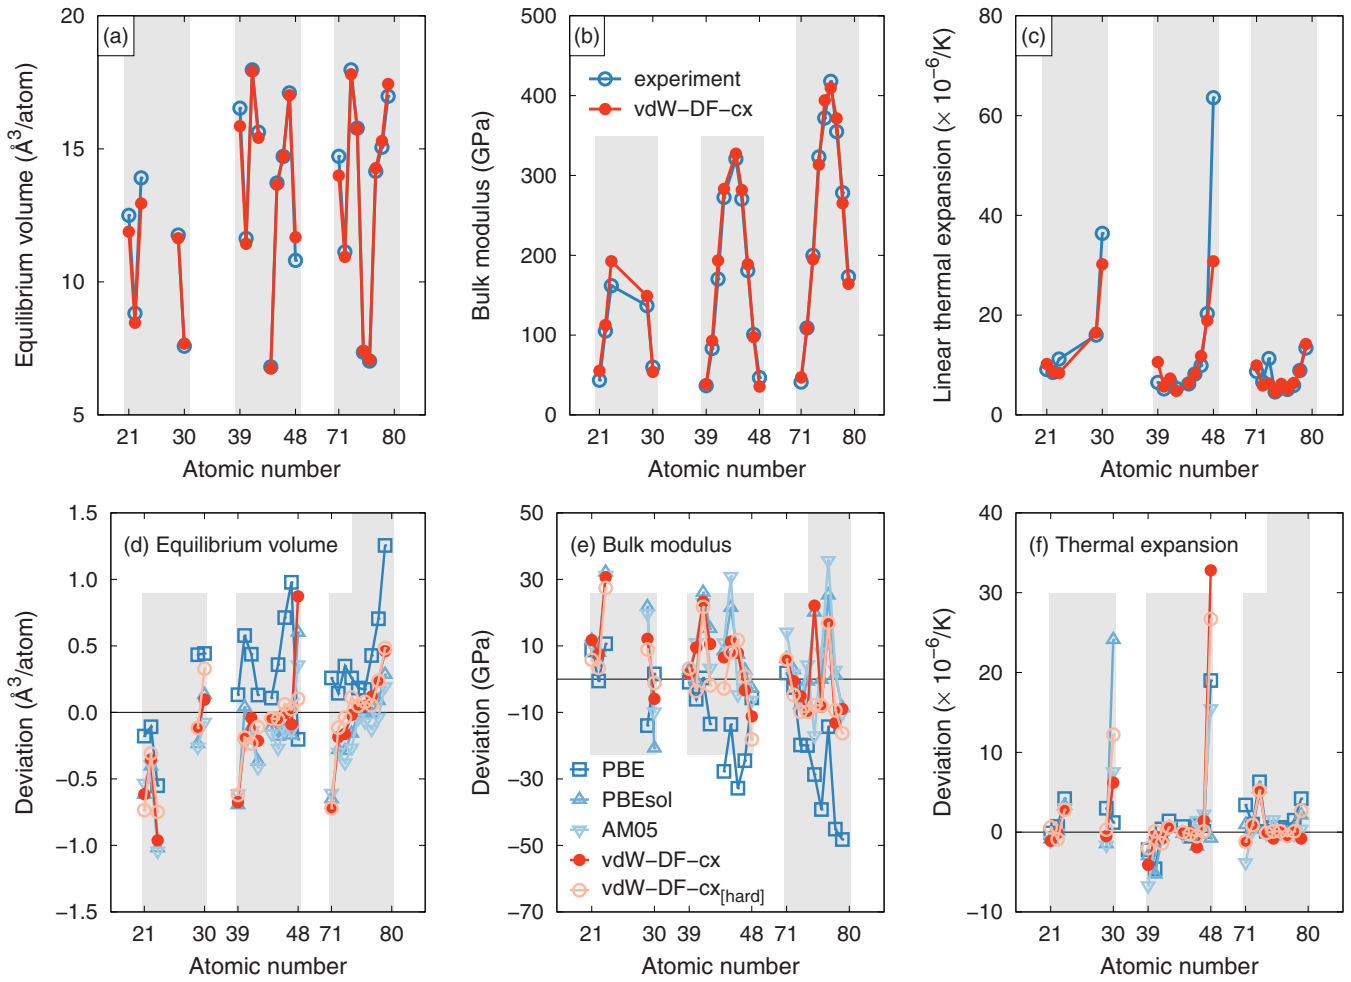 (a)
20
15
10
5
21 30 39 48 71 80
Equilibrium volume (Å³/atom)
Atomic number
(b)
500
400
300
200
100
0
experiment
vdW−DF−cx
21 30 39 48 71 80
Bulk modulus (GPa)
Atomic number
(c)
80
60
40
20
0
21 30 39 48 71 80
Linear thermal expansion (× 10⁻⁶/K)
Atomic number
(d) Equilibrium volume
1.5
1.0
0.5
0.0
−0.5
−1.0
−1.5
21 30 39 48 71 80
Deviation (Å³/atom)
Atomic number
(e) Bulk modulus
50
30
10
−10
−30
−50
−70
PBE
PBEsol
AM05
vdW−DF−cx
vdW−DF−cx[hard]
21 30 39 48 71 80
Deviation (GPa)
Atomic number
(f) Thermal expansion
40
30
20
10
0
−10
21 30 39 48 71 80
Deviation (× 10⁻⁶/K)
Atomic number